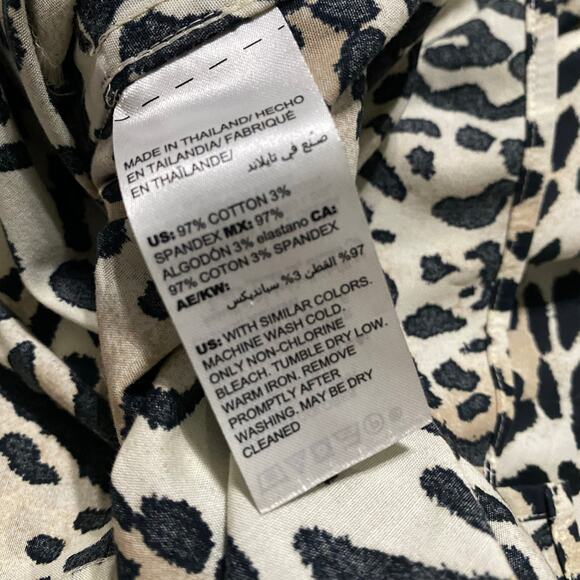 MADE IN THAILAND/ HECHO
EN TAILANDIA/ FABRIQUÉ
EN THAÏLANDE/ صنع في تايلاند
US: 97% COTTON 3%
SPANDEX MX: 97%
ALGODÓN 3% elastano CA:
97% COTON 3% SPANDEX
AE/KW: 97% القطن 3% سبانديكس
US: WITH SIMILAR COLORS.
MACHINE WASH COLD.
ONLY NON-CHLORINE
BLEACH. TUMBLE DRY LOW.
WARM IRON. REMOVE
PROMPTLY AFTER
WASHING. MAY BE DRY
CLEANED